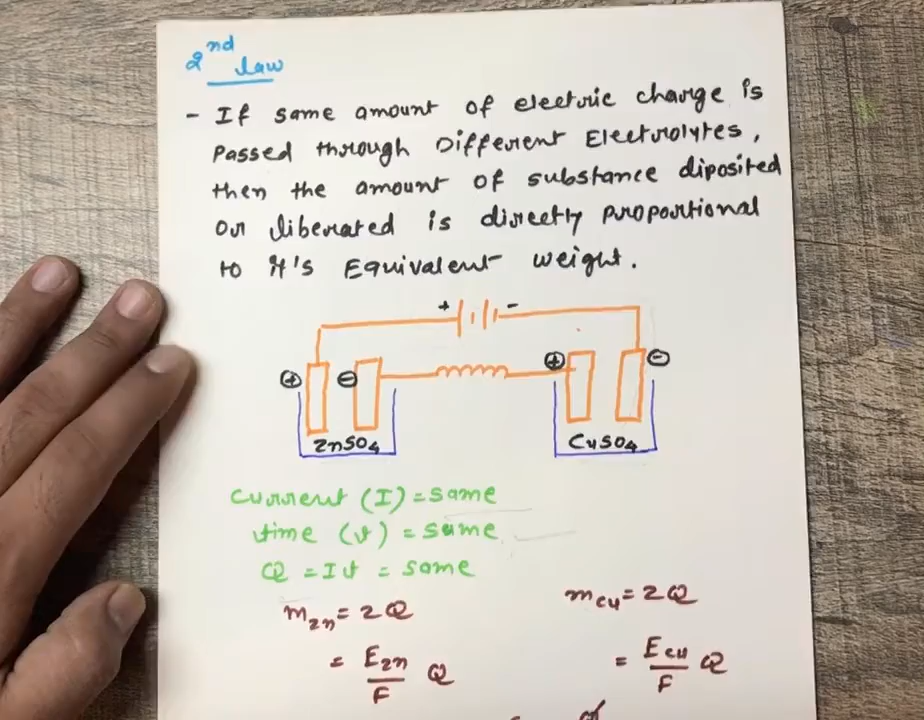 2nd law
- If same amount of electric charge is
Passed through Different Electrolytes,
then the amount of substance diposited
Or liberated is directly proportional
to it's Equivalent weight.
+ -
⊕ ⊖ ⊕ ⊖
ZnSO4 CuSO4
Current (I) = same
time (t) = same
Q = It = same
mzn = ZQ mcu = ZQ
= Ezn/F Q = Ecu/F Q